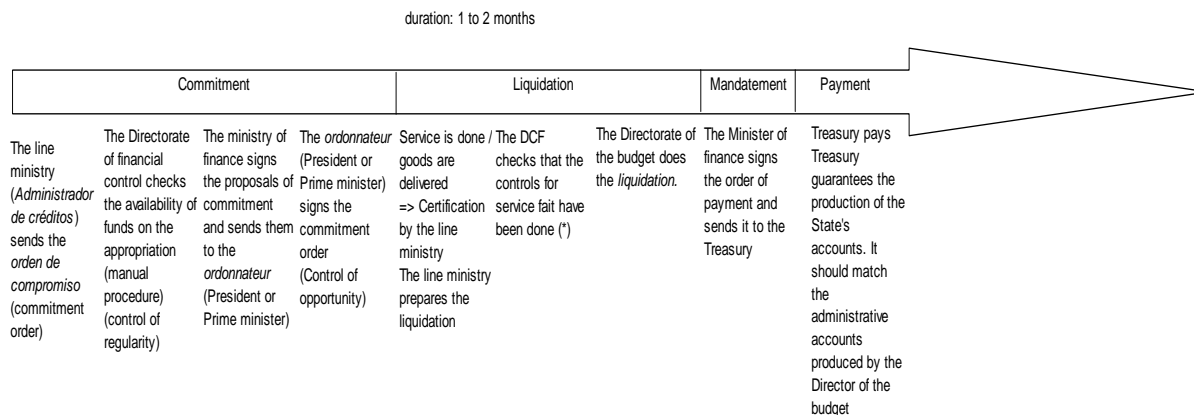 duration: 1 to 2 months
Commitment
Liquidation
Mandatement
Payment
The line
ministry
(Administrador
de créditos)
sends the
orden de
compromiso
(commitment
order)
The Directorate
of financial
control checks
the availability of
funds on the
appropriation
(manual
procedure)
(control of
regularity)
The ministry of
finance signs
the proposals of
commitment
and sends them
to the
ordonnateur
(President or
Prime minister)
The ordonnateur
(President or
Prime minister)
signs the
commitment
order
(Control of
opportunity)
Service is done /
goods are
delivered
=> Certification
by the line
ministry
The line ministry
prepares the
liquidation
The DCF
checks that the
controls for
service fait have
been done (*)
The Directorate of
the budget does
the liquidation.
The Minister of
finance signs
the order of
payment and
sends it to the
Treasury
Treasury pays
Treasury
guarantees the
production of the
State's
accounts. It
should match
the
administrative
accounts
produced by the
Director of the
budget